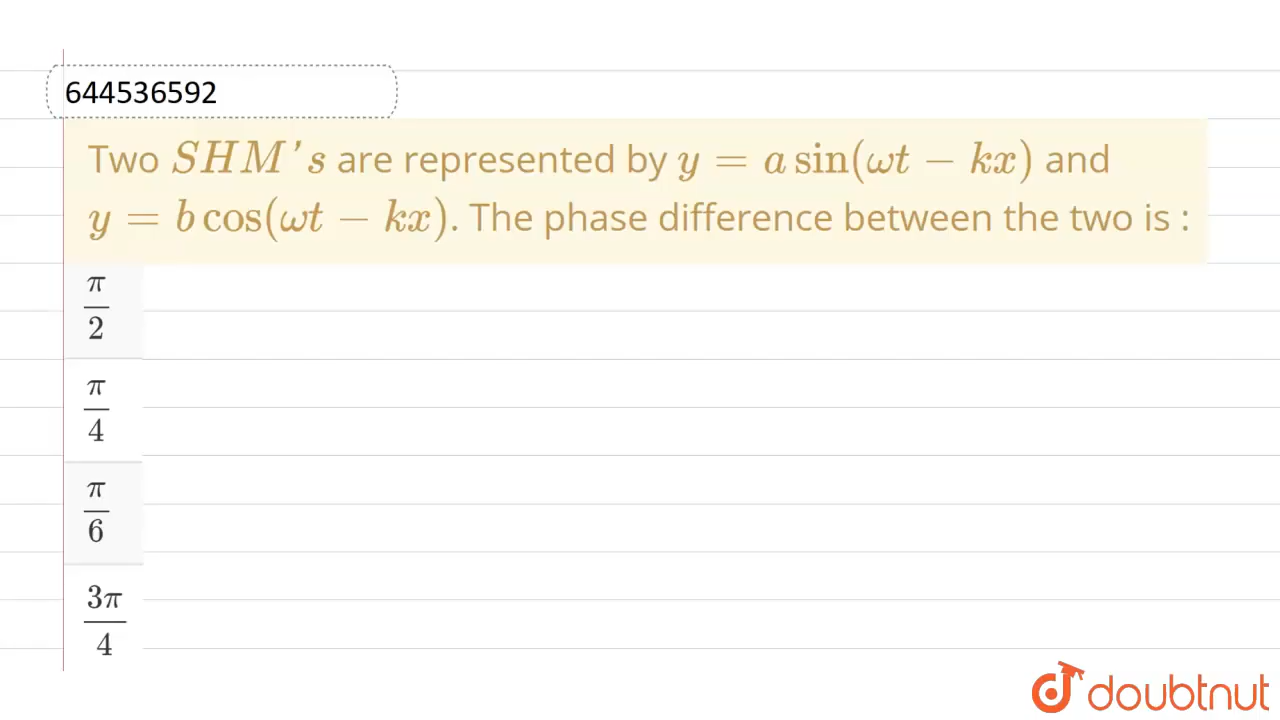 644536592
Two SHM's are represented by y = a sin(ωt − kx) and
y = b cos(ωt − kx). The phase difference between the two is :
π/2
π/4
π/6
3π/4
doubtnut